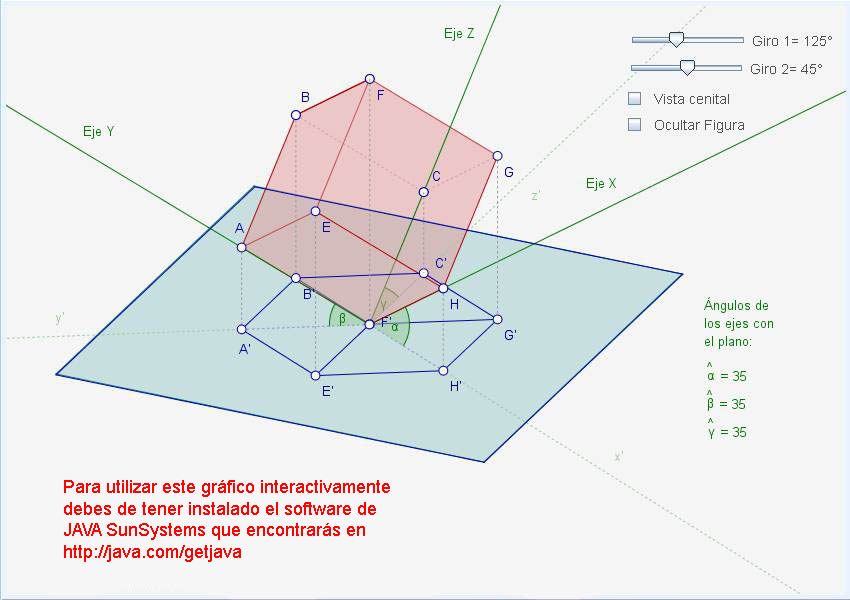 Eje Z
Giro 1= 125°
Giro 2= 45°
B
F
Vista cenital
Ocultar Figura
Eje Y
G
C
Eje X
z'
A
E
C'
B'
H
γ
Ángulos de
los ejes con
el plano:
y'
β
F'
α
G'
A'
α̂ = 35
E'
H'
β̂ = 35
γ̂ = 35
x'
Para utilizar este gráfico interactivamente
debes de tener instalado el software de
JAVA SunSystems que encontrarás en
http://java.com/getjava